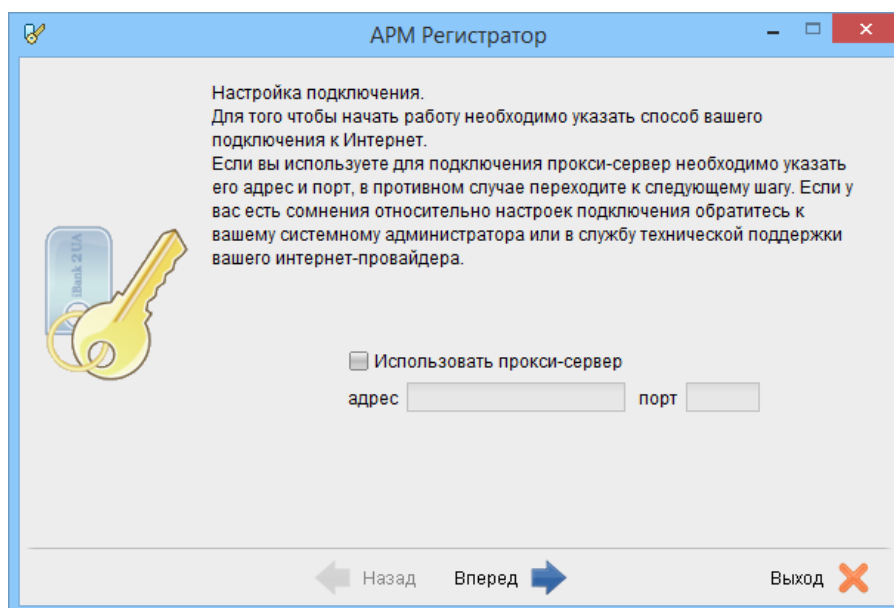 АРМ Регистратор
Настройка подключения.
Для того чтобы начать работу необходимо указать способ вашего
подключения к Интернет.
Если вы используете для подключения прокси-сервер необходимо указать
его адрес и порт, в противном случае переходите к следующему шагу. Если у
вас есть сомнения относительно настроек подключения обратитесь к
вашему системному администратора или в службу технической поддержки
вашего интернет-провайдера.
iBank 2 UA
Использовать прокси-сервер
адрес порт
Назад Вперед Выход